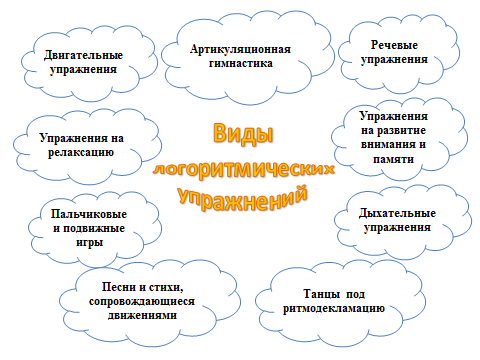 Двигательные
упражнения
Артикуляционная
гимнастика
Речевые
упражнения
Упражнения на
релаксацию
Виды
логоритмических
упражнений
Упражнения
на развитие
внимания и
памяти
Пальчиковые
и подвижные
игры
Дыхательные
упражнения
Песни и стихи,
сопровождающиеся
движениями
Танцы под
ритмодекламацию